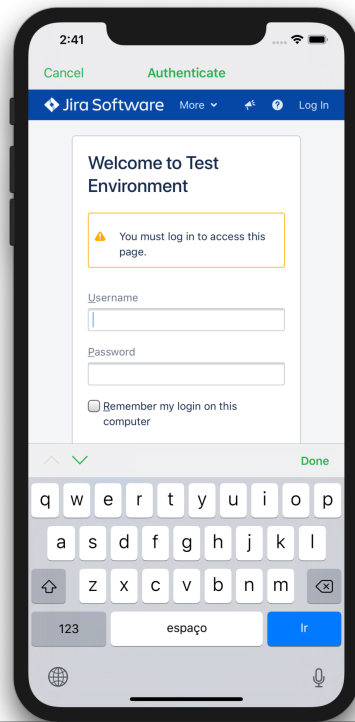 2:41
Cancel Authenticate
Jira Software More Log In
Welcome to Test
Environment
You must log in to access this
page.
Username
Password
Remember my login on this
computer
Done
q w e r t y u i o p
a s d f g h j k l
z x c v b n m
123 espaço Ir